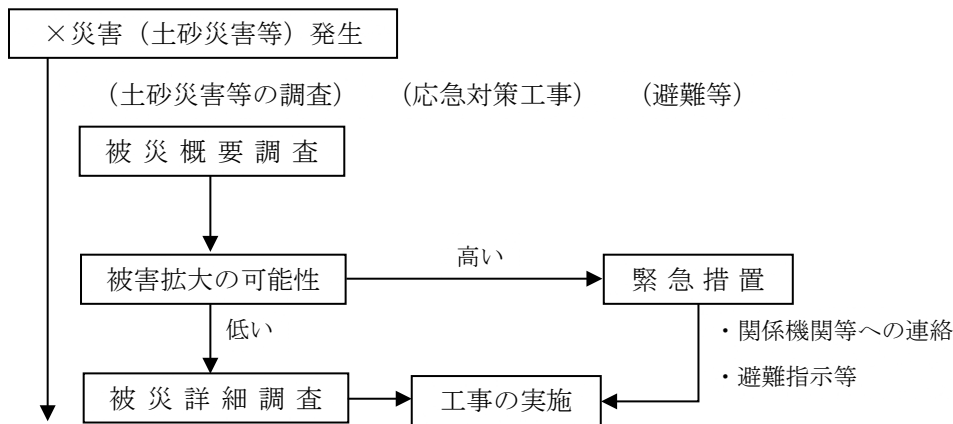 ×災害（土砂災害等）発生
（土砂災害等の調査） （応急対策工事） （避難等）
被災概要調査
高い
被害拡大の可能性
緊急措置
低い
・関係機関等への連絡
・避難指示等
被災詳細調査
工事の実施